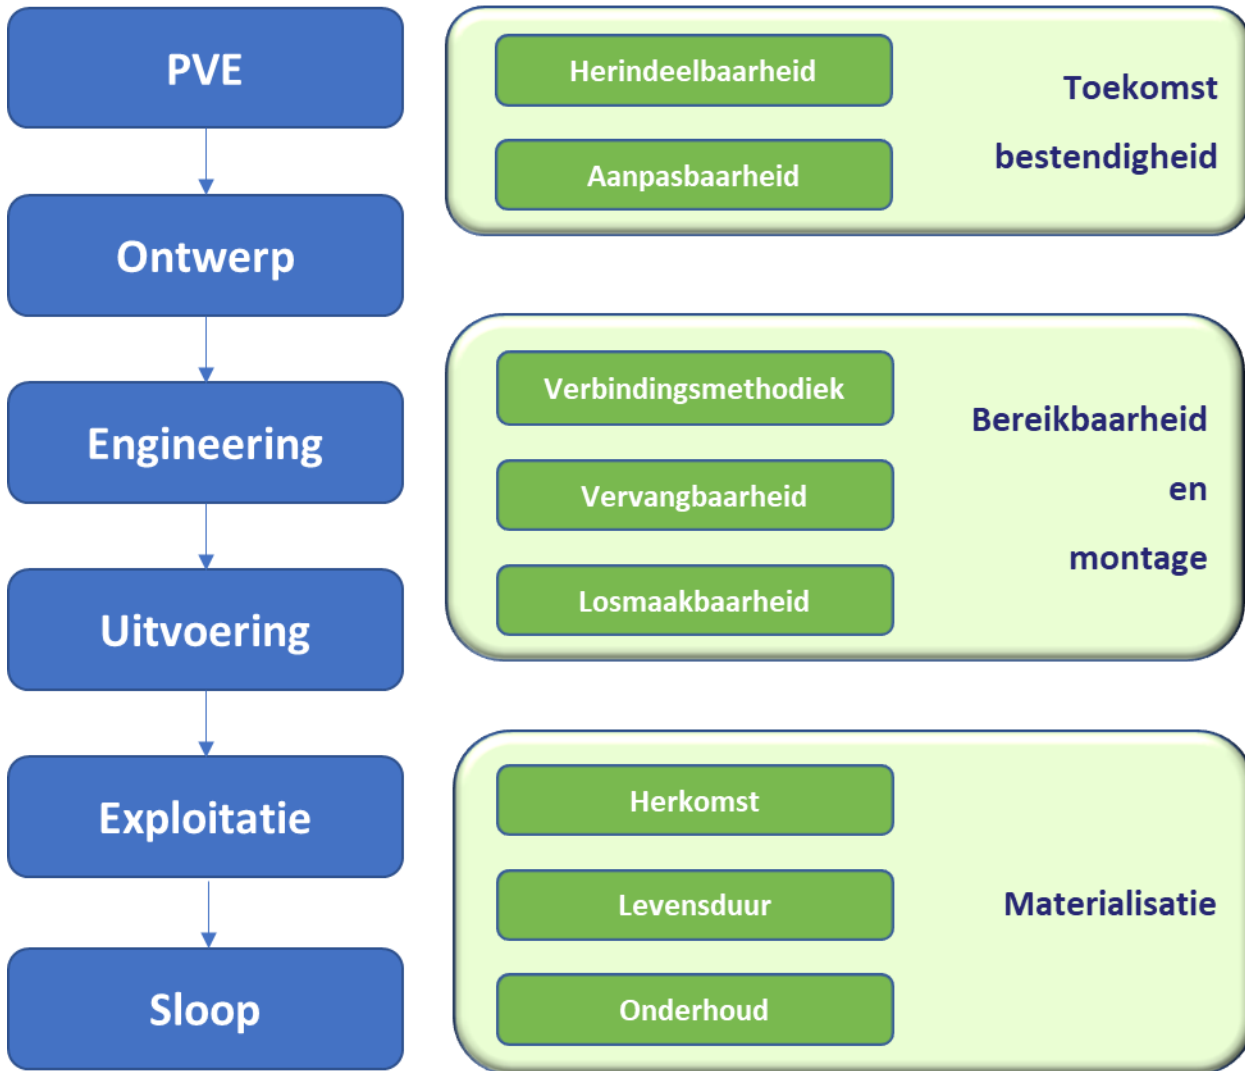 PVE
Ontwerp
Engineering
Uitvoering
Exploitatie
Sloop
Herindeelbaarheid
Aanpasbaarheid
Toekomst
bestendigheid
Verbindingsmethodiek
Vervangbaarheid
Losmaakbaarheid
Bereikbaarheid
en
montage
Herkomst
Levensduur
Onderhoud
Materialisatie